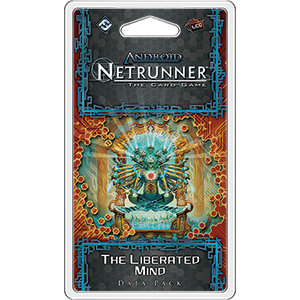 ANDROID
NETRUNNER
THE CARD GAME
THE LIBERATED
MIND
DATA PACK